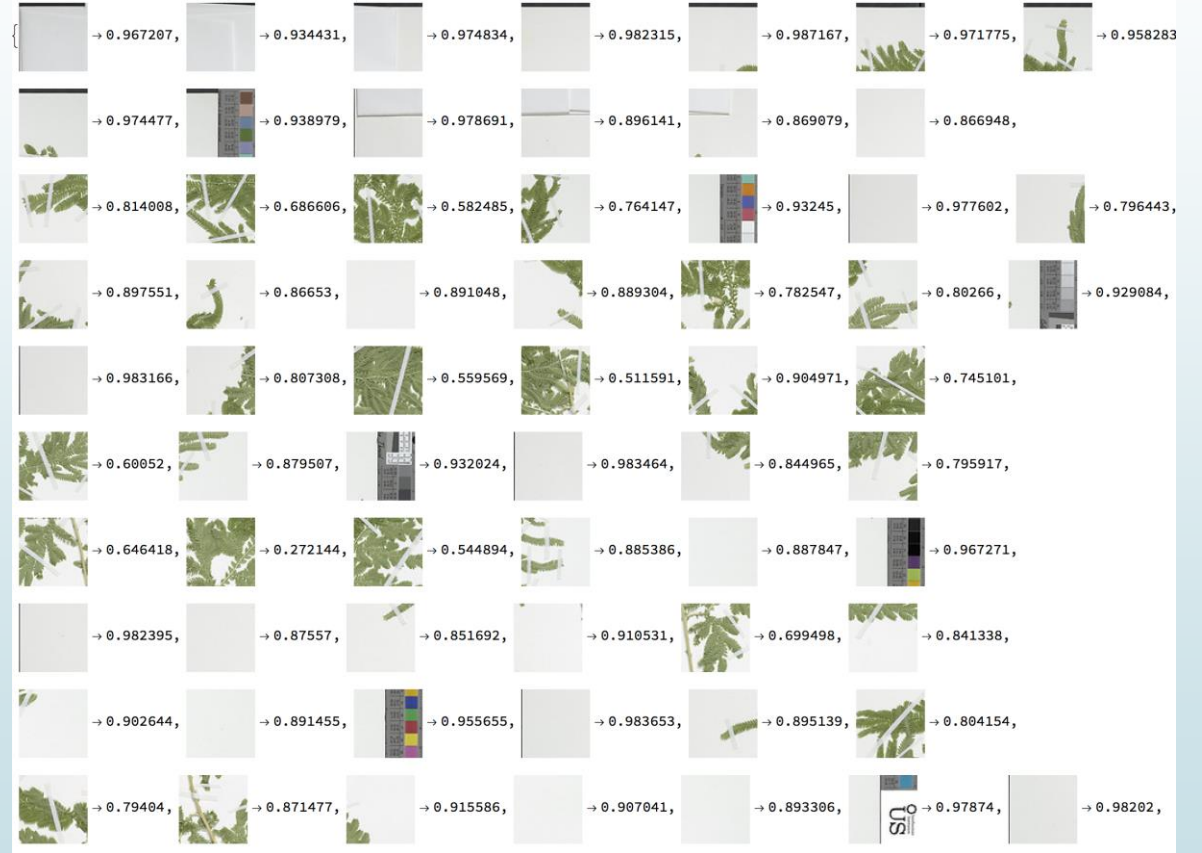 { → 0.967207, → 0.934431, → 0.974834, → 0.982315, → 0.987167, → 0.971775, → 0.958283
→ 0.974477, → 0.938979, → 0.978691, → 0.896141, → 0.869079, → 0.866948,
→ 0.814008, → 0.686606, → 0.582485, → 0.764147, → 0.93245, → 0.977602, → 0.796443,
→ 0.897551, → 0.86653, → 0.891048, → 0.889304, → 0.782547, → 0.80266, → 0.929084,
→ 0.983166, → 0.807308, → 0.559569, → 0.511591, → 0.904971, → 0.745101,
→ 0.60052, → 0.879507, → 0.932024, → 0.983464, → 0.844965, → 0.795917,
→ 0.646418, → 0.272144, → 0.544894, → 0.885386, → 0.887847, → 0.967271,
→ 0.982395, → 0.87557, → 0.851692, → 0.910531, → 0.699498, → 0.841338,
→ 0.902644, → 0.891455, → 0.955655, → 0.983653, → 0.895139, → 0.804154,
→ 0.79404, → 0.871477, → 0.915586, → 0.907041, → 0.893306, US → 0.97874, → 0.98202,